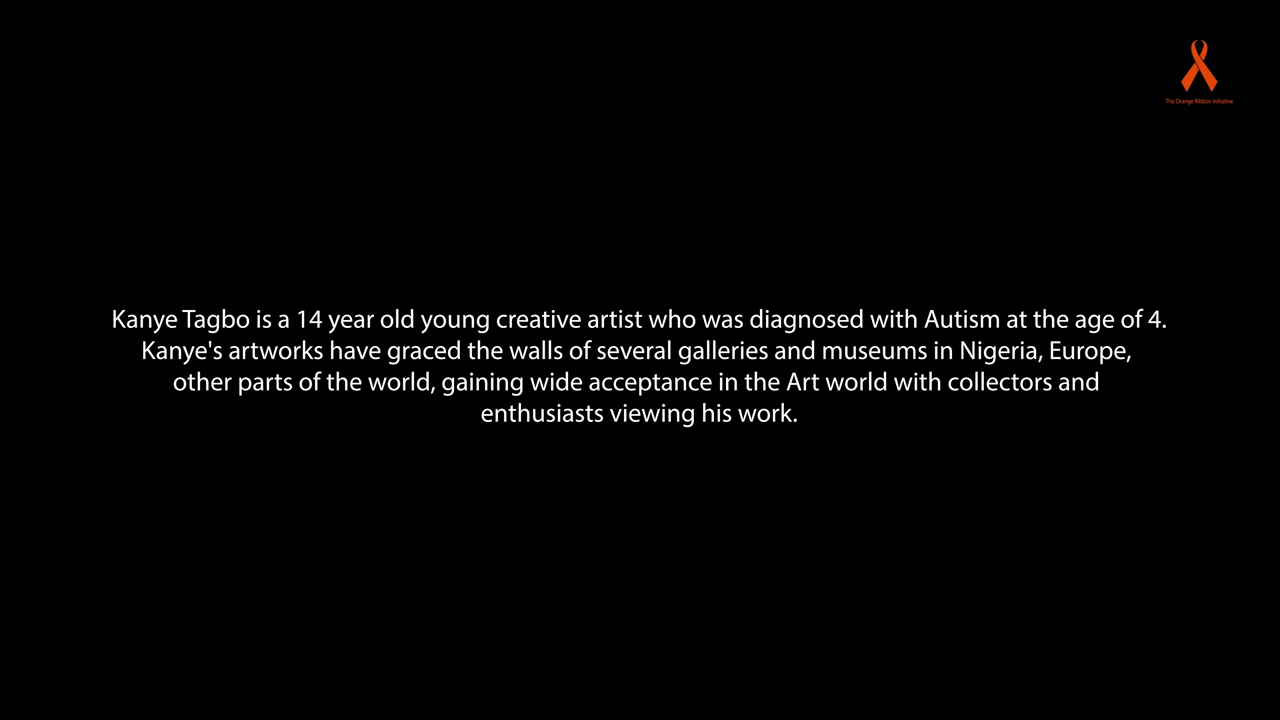 The Orange Ribbon Initiative
Kanye Tagbo is a 14 year old young creative artist who was diagnosed with Autism at the age of 4.
Kanye's artworks have graced the walls of several galleries and museums in Nigeria, Europe,
other parts of the world, gaining wide acceptance in the Art world with collectors and
enthusiasts viewing his work.